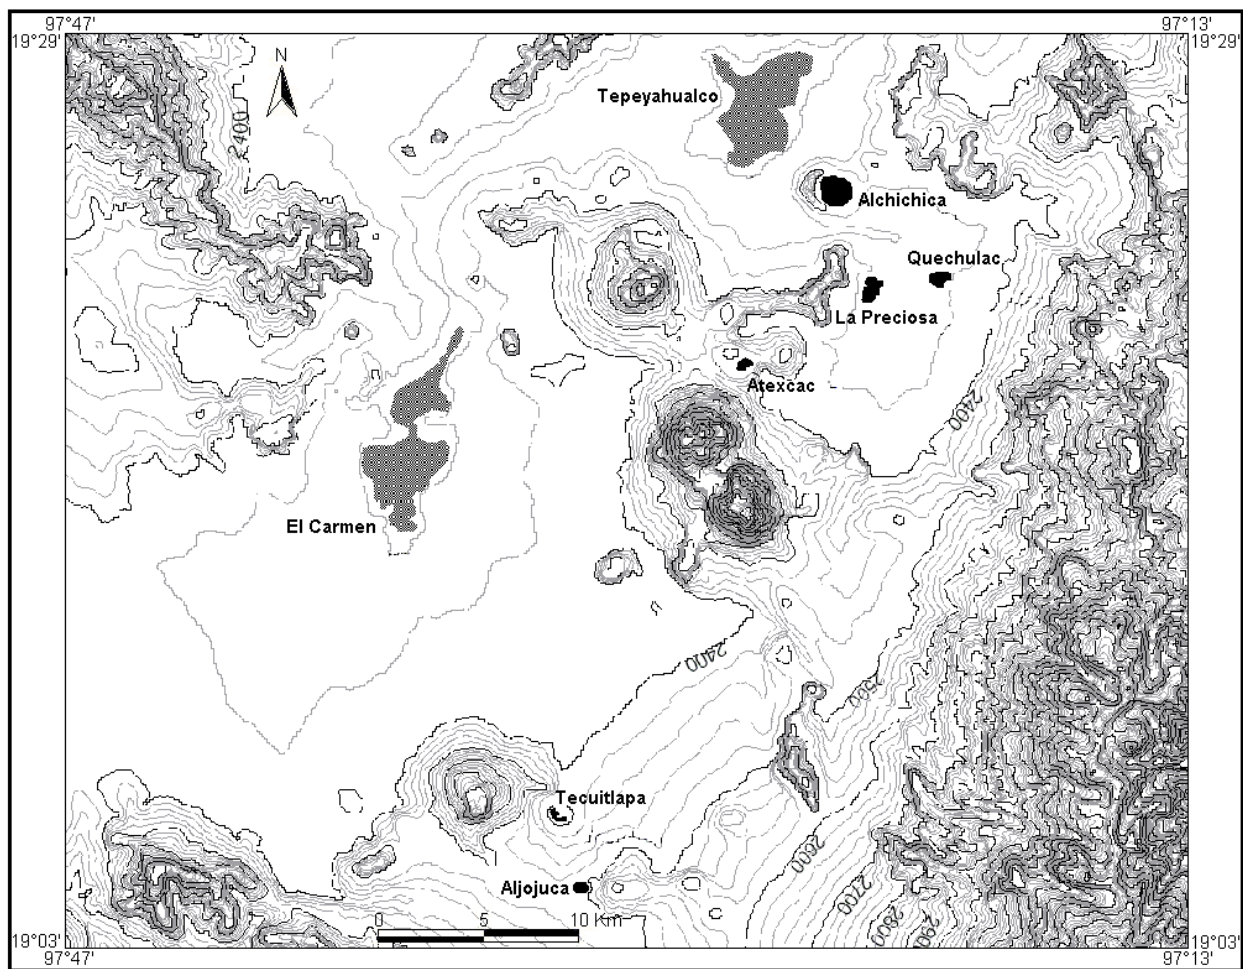 97°47'
97°13'
19°29'
19°29'
N
Tepeyahualco
2400
Alchichica
Quechulac
La Preciosa
Atexcac
2400
El Carmen
2400
2500
Tecuitlapa
2600
Aljojuca
2700
2800
0 5 10 Km
19°03'
19°03'
97°47'
97°13'